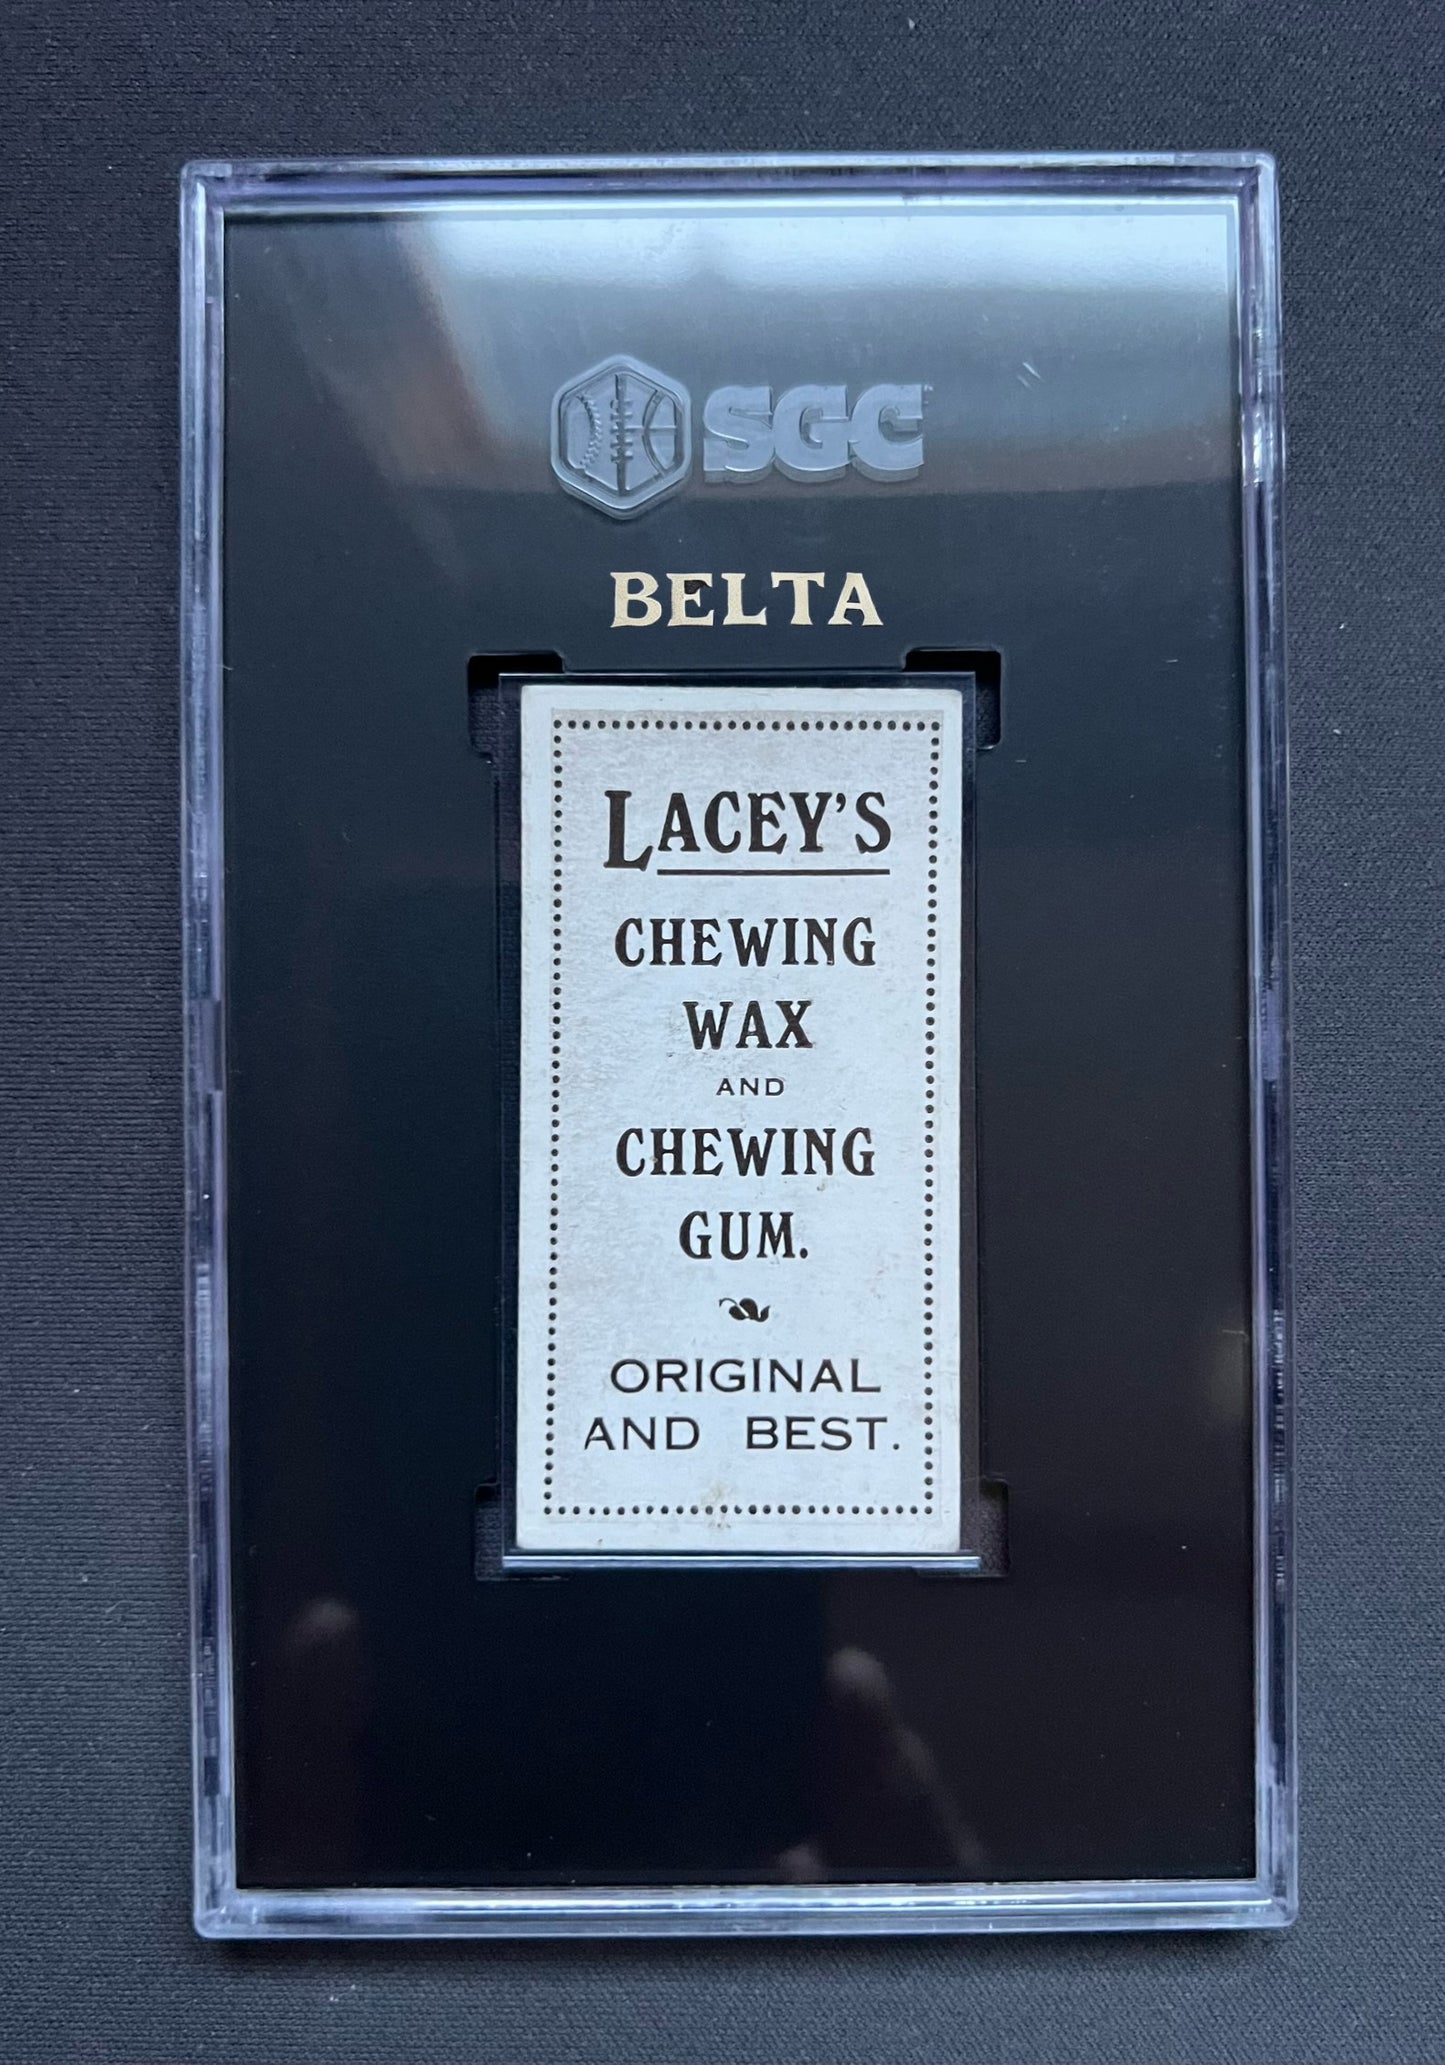 SGC
BELTA
LACEY'S
CHEWING
WAX
AND
CHEWING
GUM.
ORIGINAL
AND BEST.